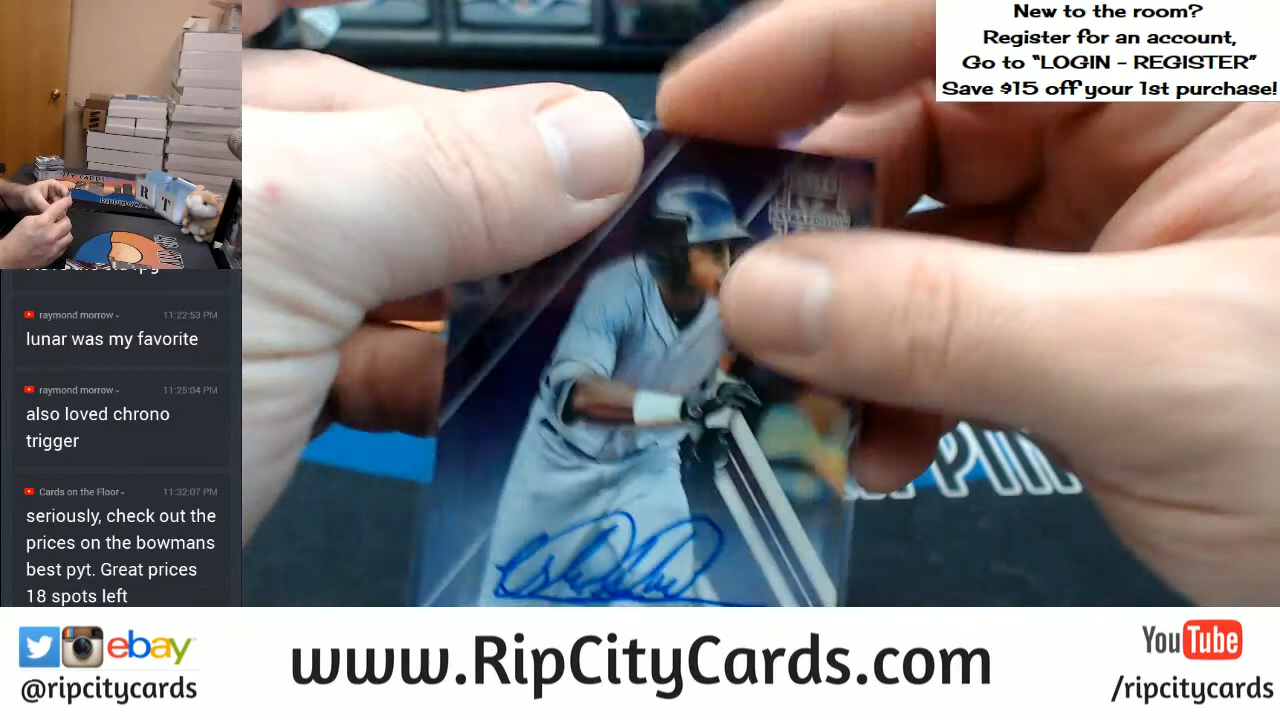 New to the room?
Register for an account,
Go to “LOGIN - REGISTER”
Save $15 off your 1st purchase!
raymond morrow
11:22:53 PM
lunar was my favorite
raymond morrow
11:25:04 PM
also loved chrono
trigger
Cards on the Floor
11:32:07 PM
seriously, check out the
prices on the bowmans
best pyt. Great prices
18 spots left
R
T
EXTRA EDITION
ebay
@ripcitycards
www.RipCityCards.com
YouTube
/ripcitycards